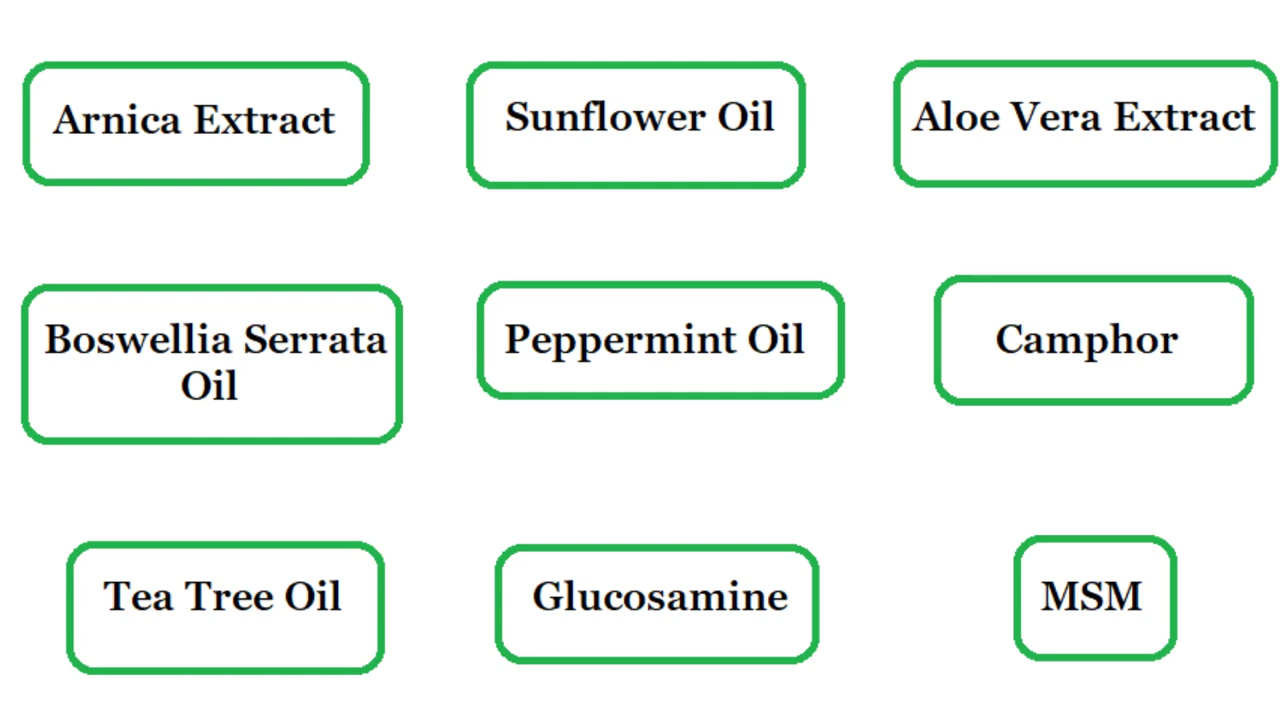 Arnica Extract
Sunflower Oil
Aloe Vera Extract
Boswellia Serrata
Oil
Peppermint Oil
Camphor
Tea Tree Oil
Glucosamine
MSM